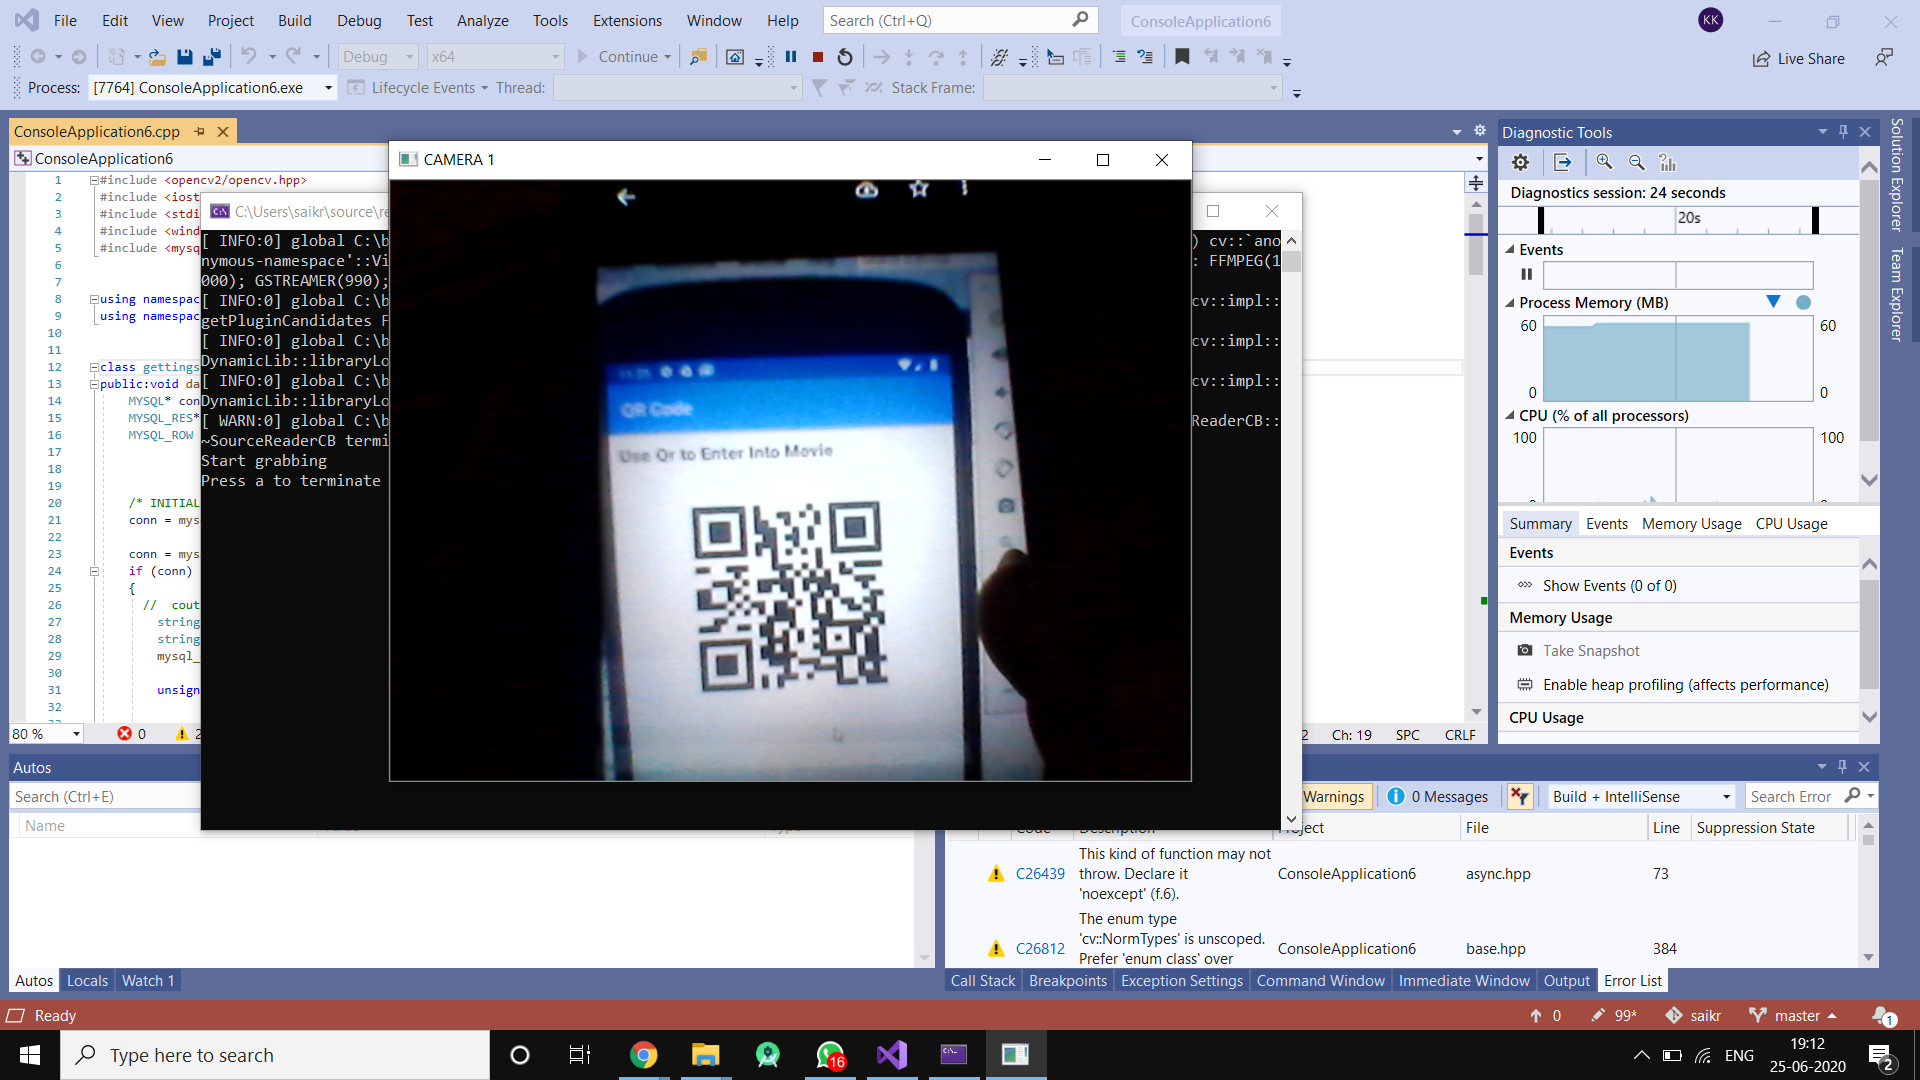 File Edit View Project Build Debug Test Analyze Tools Extensions Window Help Search (Ctrl+Q) ConsoleApplication6 KK
Debug x64 Continue Live Share
Process: [7764] ConsoleApplication6.exe Lifecycle Events Thread: Stack Frame:
ConsoleApplication6.cpp
ConsoleApplication6
1 #include <opencv2/opencv.hpp>
2 #include <iost
3 #include <stdi
4 #include <wind
5 #include <mysq
6
7
8 using namespac
9 using namespac
10
11
12 class gettings
13 public:void da
14 MYSQL* con
15 MYSQL_RES*
16 MYSQL_ROW
17
18
19
20 /* INITIAL
21 conn = mys
22
23 conn = mys
24 if (conn)
25 {
26 // cout
27 string
28 string
29 mysql_
30
31 unsign
32
80 % 0 2
Ch: 19 SPC CRLF
C:\Users\saikr\source\re
[ INFO:0] global C:\b ) cv::`ano
nymous-namespace'::Vi : FFMPEG(1
000); GSTREAMER(990);
[ INFO:0] global C:\b cv::impl::
getPluginCandidates F
[ INFO:0] global C:\b cv::impl::
DynamicLib::libraryLo
[ INFO:0] global C:\b cv::impl::
DynamicLib::libraryLo
[ WARN:0] global C:\b ReaderCB::
~SourceReaderCB termi
Start grabbing
Press a to terminate
CAMERA 1
QR Code
Use Qr to Enter Into Movie
Diagnostic Tools
Diagnostics session: 24 seconds
20s
Events
Process Memory (MB)
60 60
0 0
CPU (% of all processors)
100 100
Summary Events Memory Usage CPU Usage
Events
Show Events (0 of 0)
Memory Usage
Take Snapshot
Enable heap profiling (affects performance)
CPU Usage
Solution Explorer
Team Explorer
Autos
Search (Ctrl+E)
Name
Autos Locals Watch 1
Warnings 0 Messages Build + IntelliSense Search Error
Code Description Project File Line Suppression State
C26439 This kind of function may not throw. Declare it 'noexcept' (f.6). ConsoleApplication6 async.hpp 73
C26812 The enum type 'cv::NormTypes' is unscoped. Prefer 'enum class' over ConsoleApplication6 base.hpp 384
Call Stack Breakpoints Exception Settings Command Window Immediate Window Output Error List
Ready 0 99* saikr master 1
Type here to search 16 ENG 19:12 25-06-2020 2